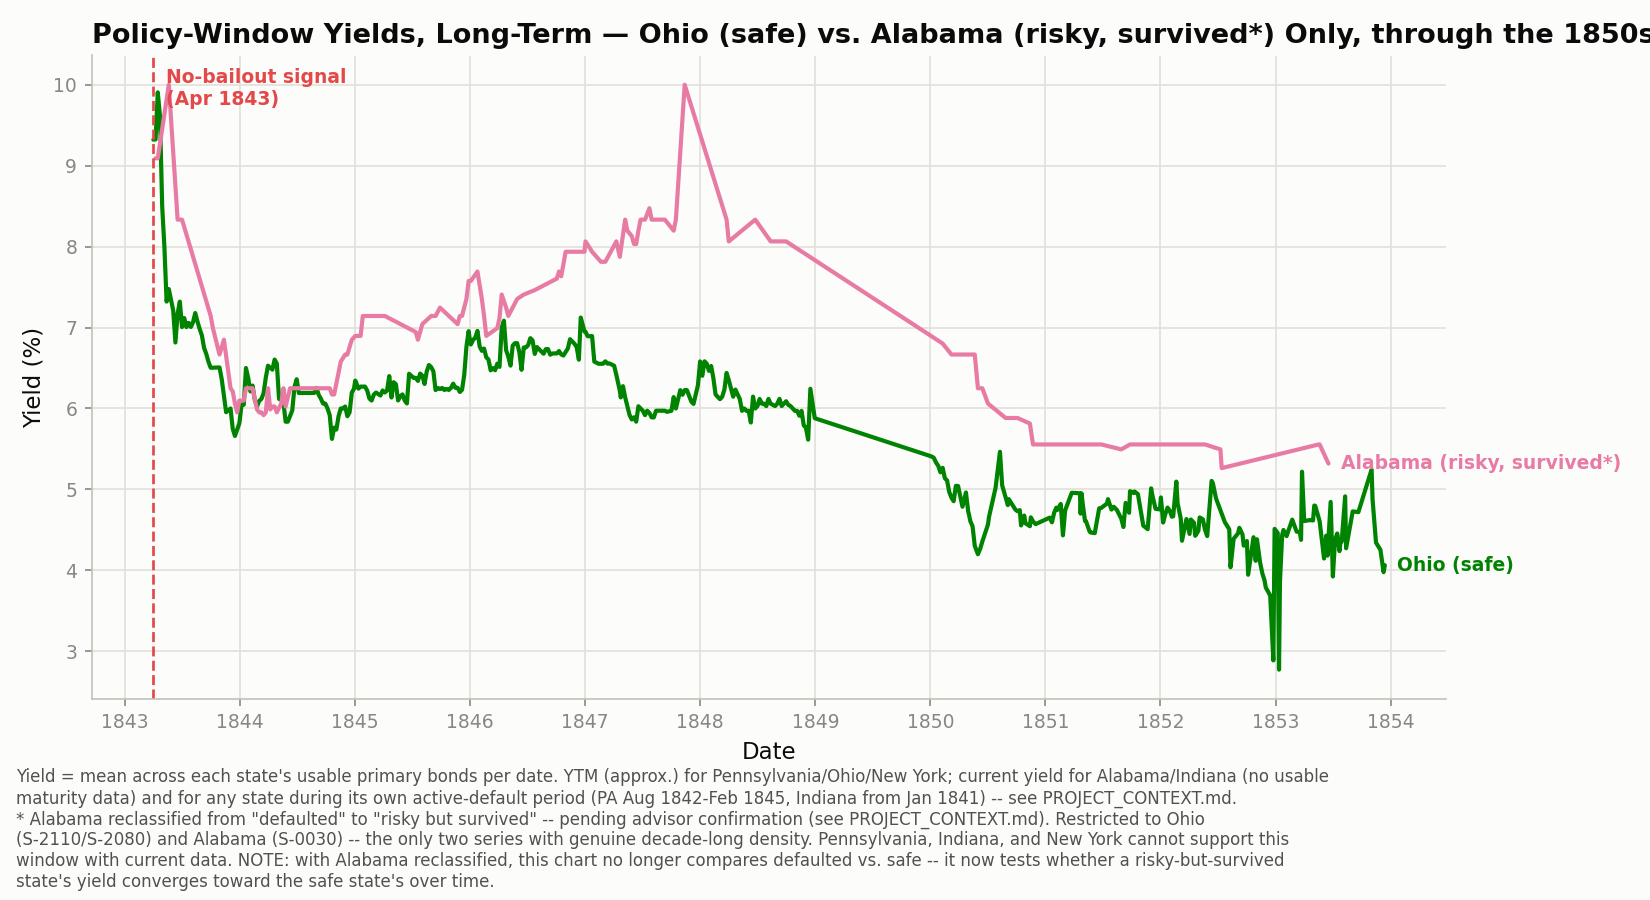 Policy-Window Yields, Long-Term — Ohio (safe) vs. Alabama (risky, survived*) Only, through the 1850s
No-bailout signal
(Apr 1843)
10
9
8
7
6
5
4
3
Yield (%)
Alabama (risky, survived*)
Ohio (safe)
1843 1844 1845 1846 1847 1848 1849 1850 1851 1852 1853 1854
Date
Yield = mean across each state's usable primary bonds per date. YTM (approx.) for Pennsylvania/Ohio/New York; current yield for Alabama/Indiana (no usable
maturity data) and for any state during its own active-default period (PA Aug 1842-Feb 1845, Indiana from Jan 1841) -- see PROJECT_CONTEXT.md.
* Alabama reclassified from "defaulted" to "risky but survived" -- pending advisor confirmation (see PROJECT_CONTEXT.md). Restricted to Ohio
(S-2110/S-2080) and Alabama (S-0030) -- the only two series with genuine decade-long density. Pennsylvania, Indiana, and New York cannot support this
window with current data. NOTE: with Alabama reclassified, this chart no longer compares defaulted vs. safe -- it now tests whether a risky-but-survived
state's yield converges toward the safe state's over time.